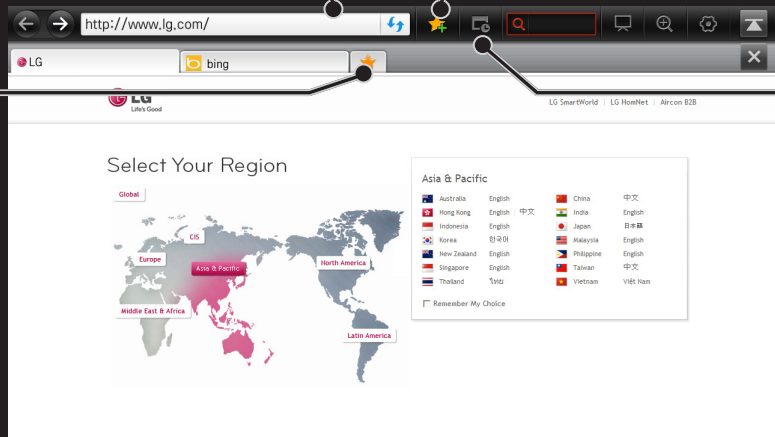 http://www.lg.com/
LG
bing
LG
Life's Good
LG SmartWorld | LG HomNet | Aircon B2B
Select Your Region
Global
CIS
Europe
Asia & Pacific
North America
Middle East & Africa
Latin America
Asia & Pacific
Australia English China 中文
Hong Kong English | 中文 India English
Indonesia English Japan 日本語
Korea 한국어 Malaysia English
New Zealand English Philippine English
Singapore English Taiwan 中文
Thailand ไทย Vietnam Việt Nam
Remember My Choice